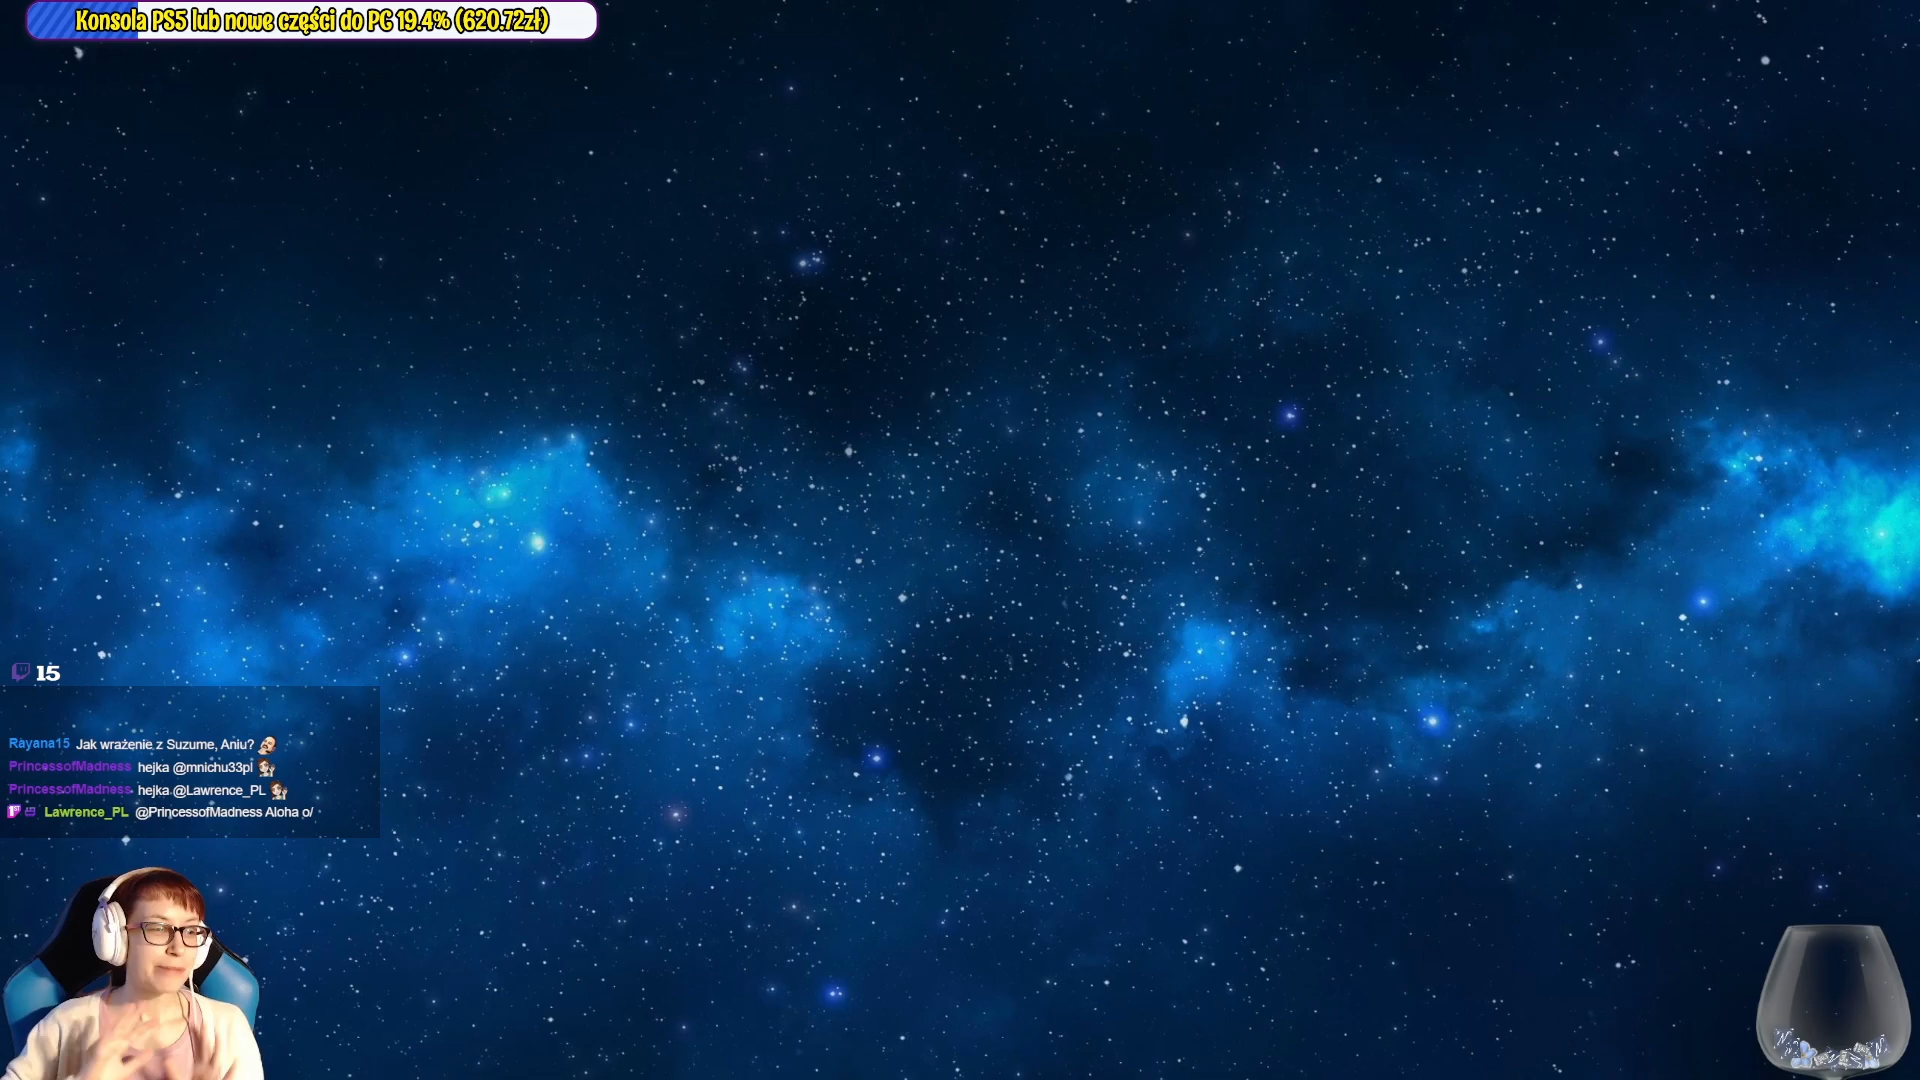 Konsola PS5 lub nowe części do PC 19.4% (620.72zł)
15
Rayana15 Jak wrażenie z Suzume, Aniu?
PrincessofMadness hejka @mnichu33pl
PrincessofMadness hejka @Lawrence_PL
1ST Lawrence_PL @PrincessofMadness Aloha o/